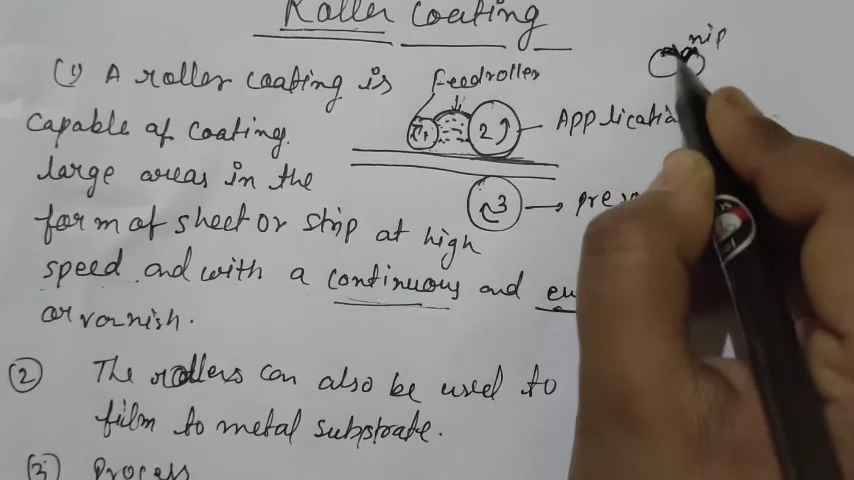 Roller Coating
nip
(1) A roller coating is
Feedroller
capable of coating.
1
2
Application
large areas in the
3
form of sheet or strip at high
speed and with a continuous and
or varnish.
(2) The rollers can also be used to
film to metal substrate.
(3) Process